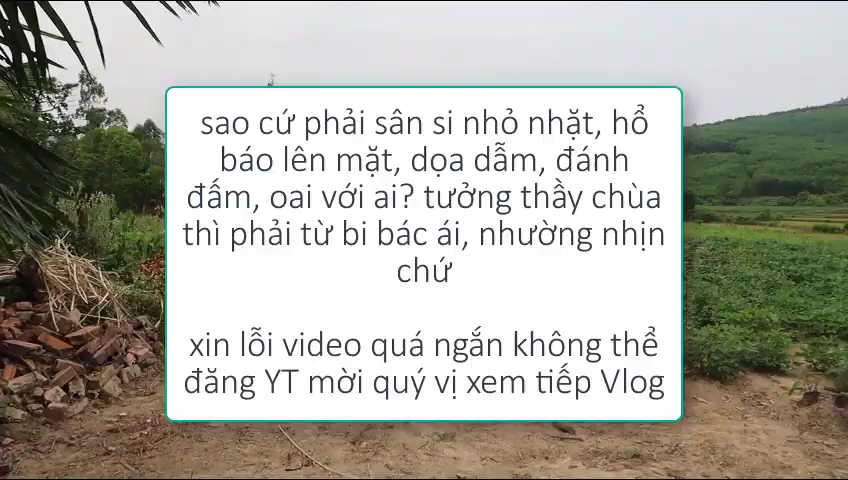 sao cứ phải sân si nhỏ nhặt, hổ
báo lên mặt, dọa dẫm, đánh
đấm, oai với ai? tưởng thầy chùa
thì phải từ bi bác ái, nhường nhịn
chứ
xin lỗi video quá ngắn không thể
đăng YT mời quý vị xem tiếp Vlog